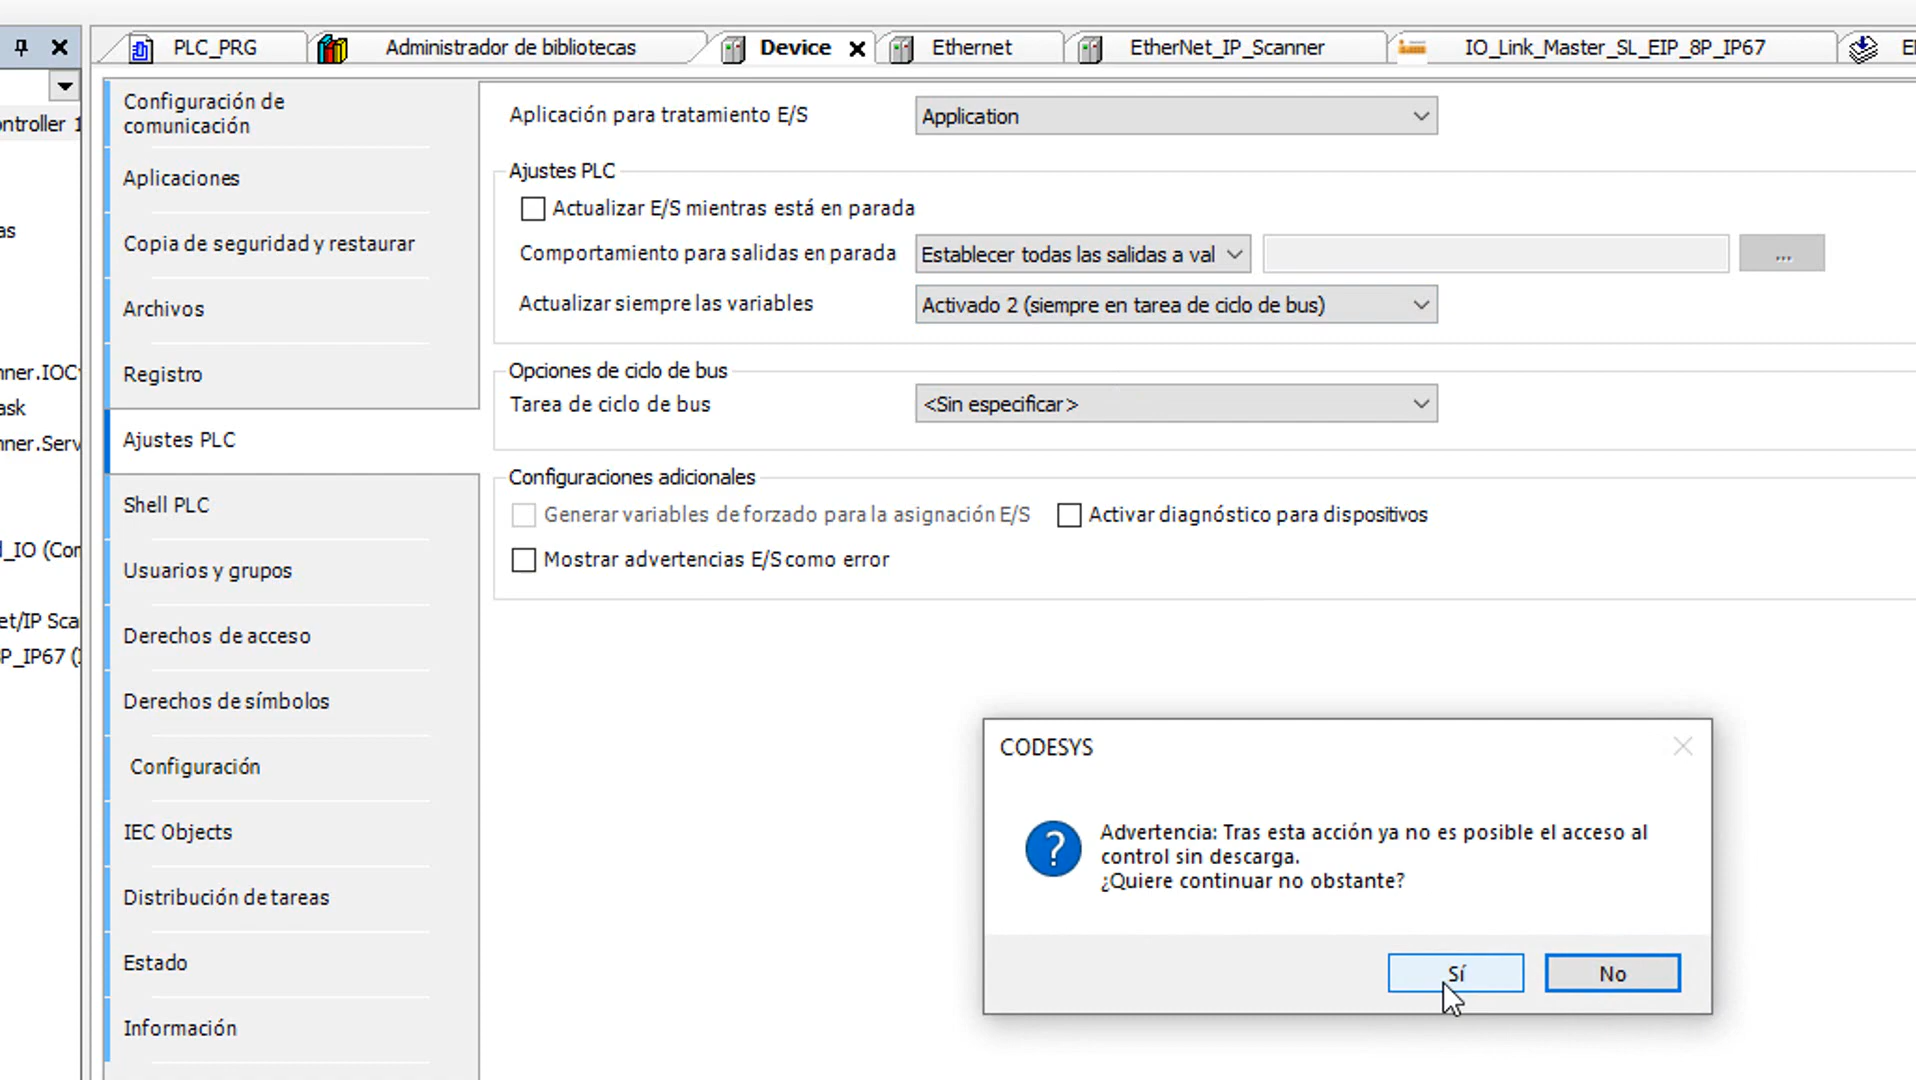 PLC_PRG
Administrador de bibliotecas
Device
Ethernet
EtherNet_IP_Scanner
IO_Link_Master_SL_EIP_8P_IP67
ontroller 1
as
nner.IOC
ask
nner.Serv
_IO (Cor
et/IP Sca
P_IP67 (
Configuración de
comunicación
Aplicaciones
Copia de seguridad y restaurar
Archivos
Registro
Ajustes PLC
Shell PLC
Usuarios y grupos
Derechos de acceso
Derechos de símbolos
Configuración
IEC Objects
Distribución de tareas
Estado
Información
Aplicación para tratamiento E/S
Application
Ajustes PLC
Actualizar E/S mientras está en parada
Comportamiento para salidas en parada
Establecer todas las salidas a val
...
Actualizar siempre las variables
Activado 2 (siempre en tarea de ciclo de bus)
Opciones de ciclo de bus
Tarea de ciclo de bus
<Sin especificar>
Configuraciones adicionales
Generar variables de forzado para la asignación E/S
Activar diagnóstico para dispositivos
Mostrar advertencias E/S como error
CODESYS
Advertencia: Tras esta acción ya no es posible el acceso al
control sin descarga.
¿Quiere continuar no obstante?
Sí
No